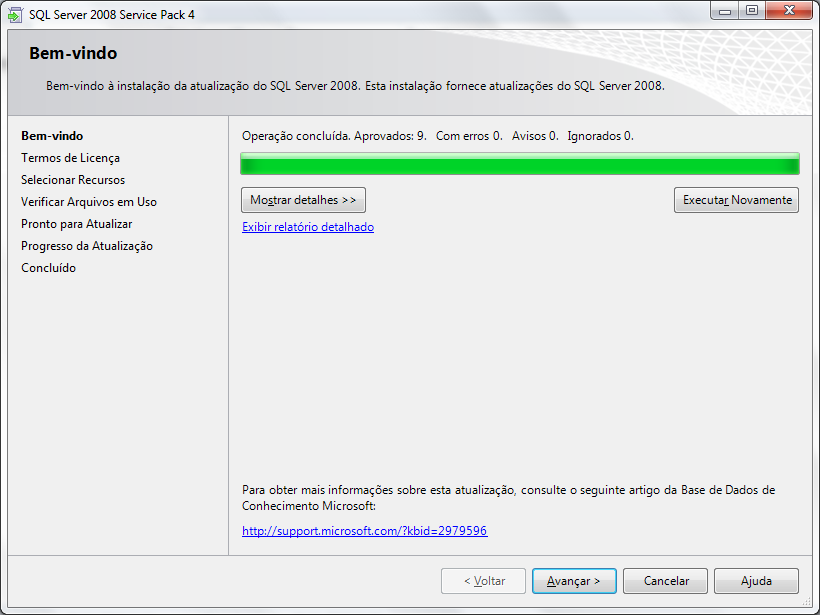 SQL Server 2008 Service Pack 4
Bem-vindo
Bem-vindo à instalação da atualização do SQL Server 2008. Esta instalação fornece atualizações do SQL Server 2008.
Bem-vindo
Termos de Licença
Selecionar Recursos
Verificar Arquivos em Uso
Pronto para Atualizar
Progresso da Atualização
Concluído
Operação concluída. Aprovados: 9. Com erros 0. Avisos 0. Ignorados 0.
Mostrar detalhes >>
Executar Novamente
Exibir relatório detalhado
Para obter mais informações sobre esta atualização, consulte o seguinte artigo da Base de Dados de
Conhecimento Microsoft:
http://support.microsoft.com/?kbid=2979596
< Voltar
Avançar >
Cancelar
Ajuda